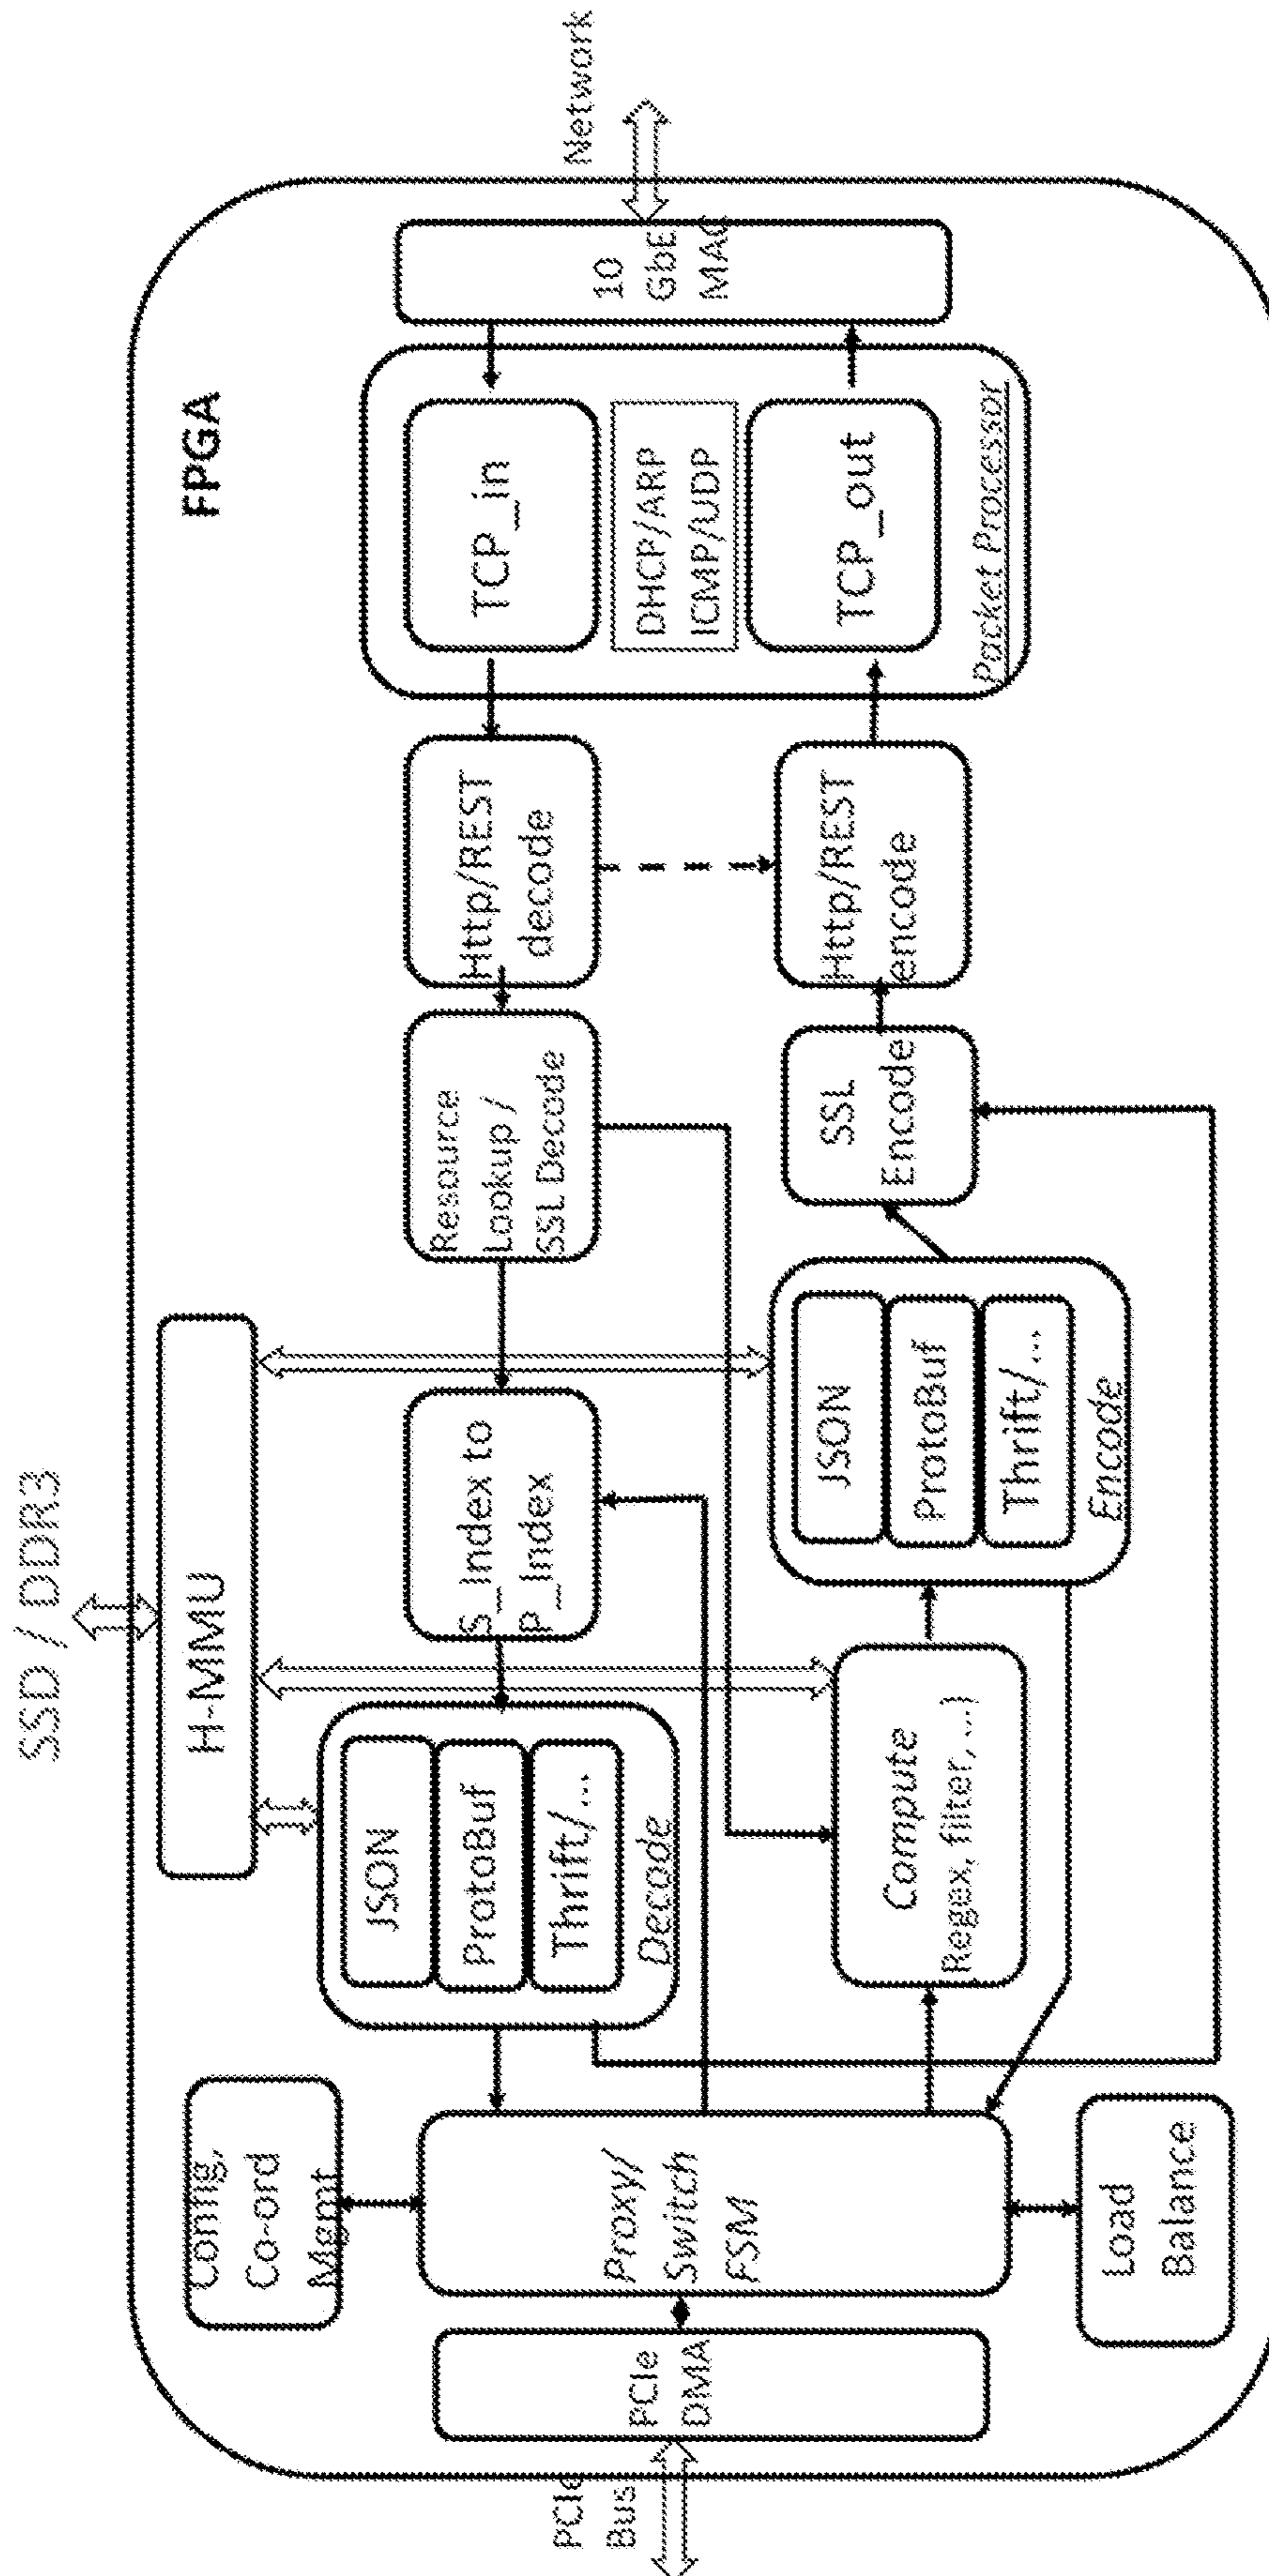 SSD / DDR3
FPGA
H-MMU
Config,
Co-ord
Mgmt
JSON
ProtoBuf
Thrift/...
Decode
S_Index to
P_Index
Resource
Lookup /
SSL Decode
Http/REST
decode
TCP_in
DHCP/ARP
ICMP/UDP
TCP_out
Packet Processor
10
GbE
MAC
Network
PCIe
Bus
PCIe
DMA
Proxy/
Switch
FSM
Load
Balance
Compute
(Regex, filter, ...)
JSON
ProtoBuf
Thrift/...
Encode
SSL
Encode
Http/REST
encode